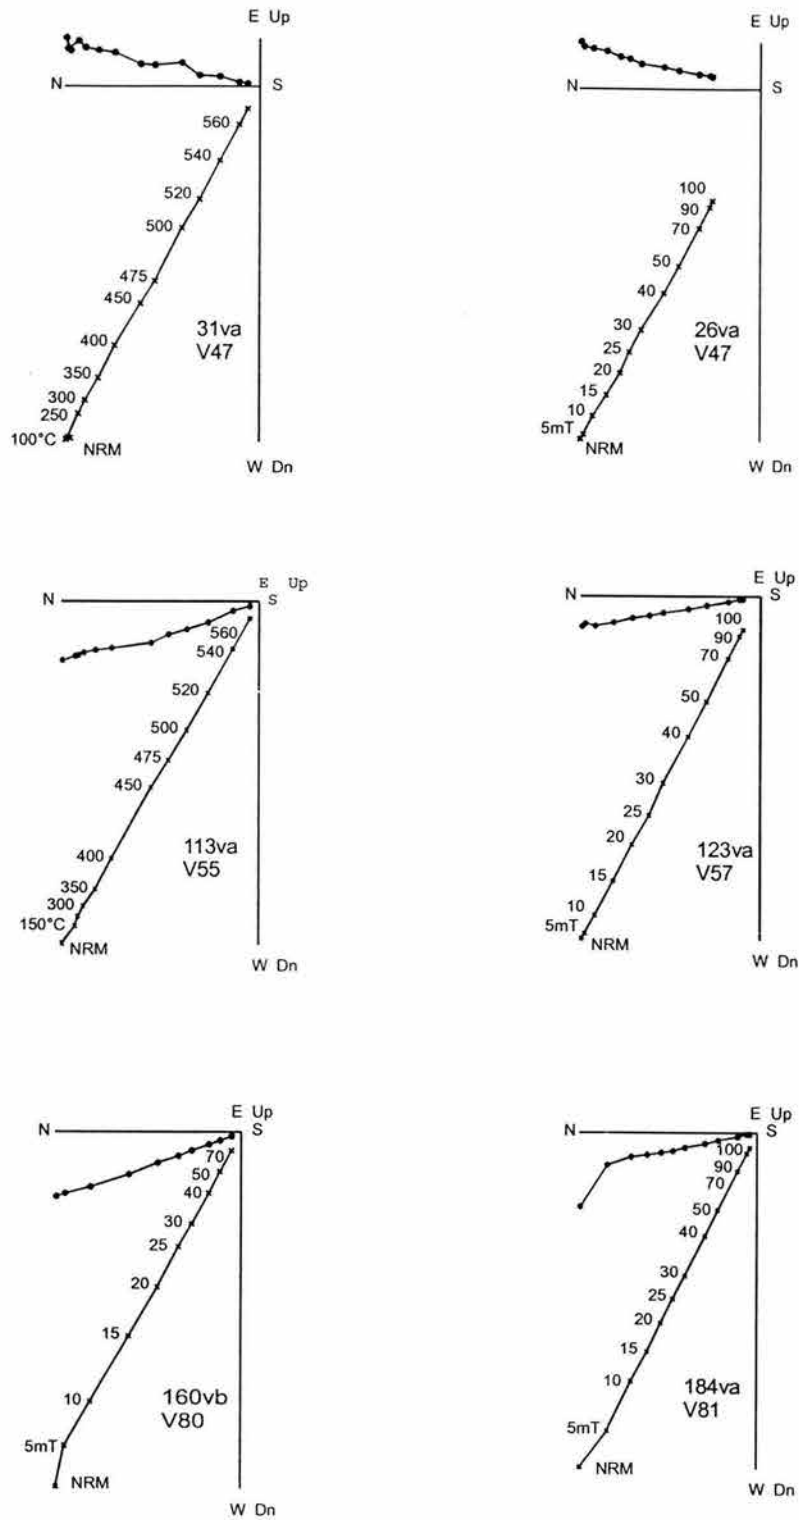 E Up
N
S
560
540
520
500
475
450
400
350
300
250
100°C
NRM
31va
V47
W Dn
E Up
N
S
100
90
70
50
40
30
25
20
15
10
5mT
NRM
26va
V47
W Dn
E Up
N
S
560
540
520
500
475
450
400
350
300
150°C
NRM
113va
V55
W Dn
E Up
N
S
100
90
70
50
40
30
25
20
15
10
5mT
NRM
123va
V57
W Dn
E Up
N
S
70
50
40
30
25
20
15
10
5mT
NRM
160vb
V80
W Dn
E Up
N
S
100
90
70
50
40
30
25
20
15
10
5mT
NRM
184va
V81
W Dn